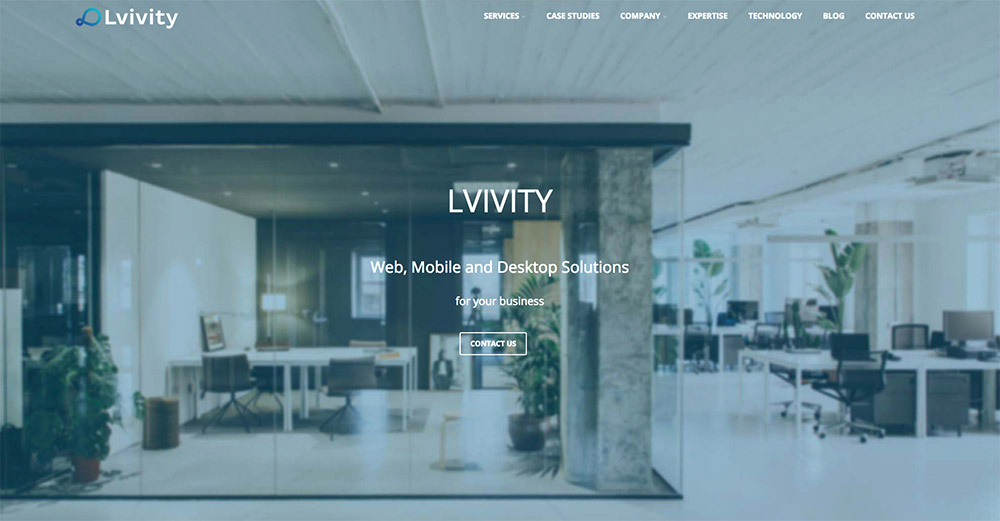 Lvivity
SERVICES CASE STUDIES COMPANY EXPERTISE TECHNOLOGY BLOG CONTACT US
LVIVITY
Web, Mobile and Desktop Solutions
for your business
CONTACT US